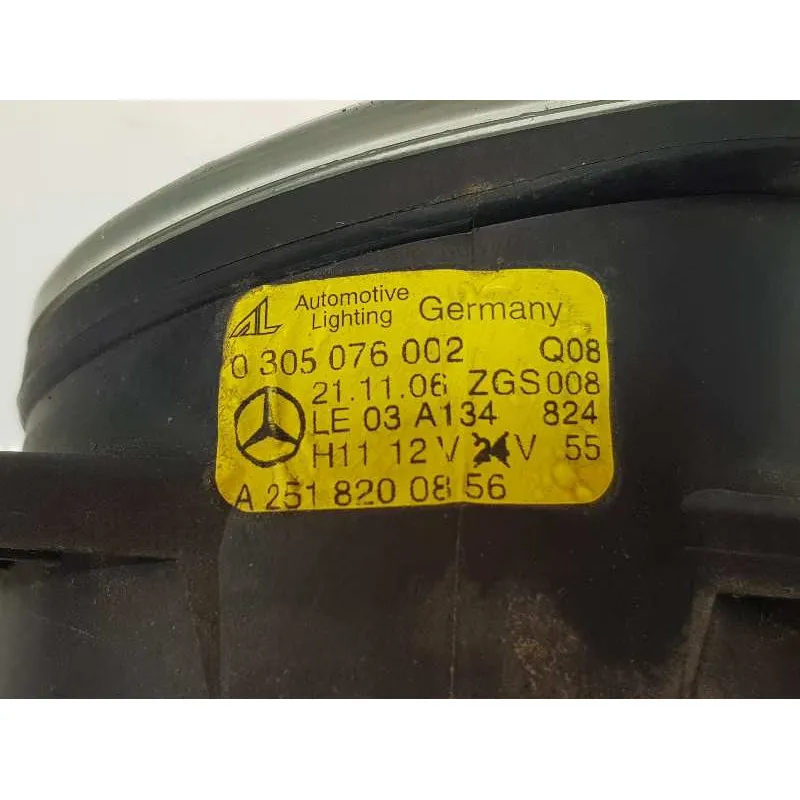 AL Automotive
Lighting Germany
0 305 076 002 Q08
21.11.06 ZGS 008
LE 03 A134 824
H11 12 V 24 V 55
A 251 820 08 56